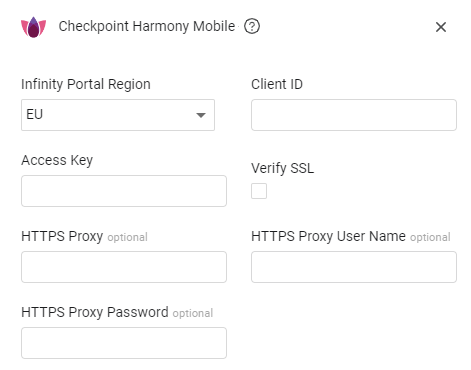 Checkpoint Harmony Mobile ?
Infinity Portal Region Client ID
EU
Access Key
Verify SSL
HTTPS Proxy optional HTTPS Proxy User Name optional
HTTPS Proxy Password optional